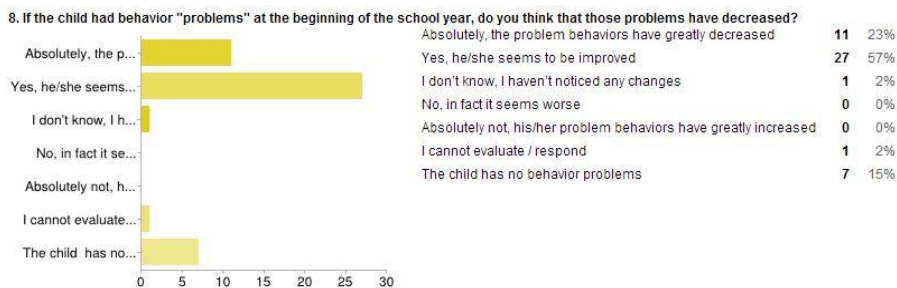 8. If the child had behavior "problems" at the beginning of the school year, do you think that those problems have decreased?
Absolutely, the p...
Yes, he/she seems...
I don't know, I h...
No, in fact it se...
Absolutely not, h...
I cannot evaluate...
The child has no...
0 5 10 15 20 25 30
Absolutely, the problem behaviors have greatly decreased 11 23%
Yes, he/she seems to be improved 27 57%
I don't know, I haven't noticed any changes 1 2%
No, in fact it seems worse 0 0%
Absolutely not, his/her problem behaviors have greatly increased 0 0%
I cannot evaluate / respond 1 2%
The child has no behavior problems 7 15%